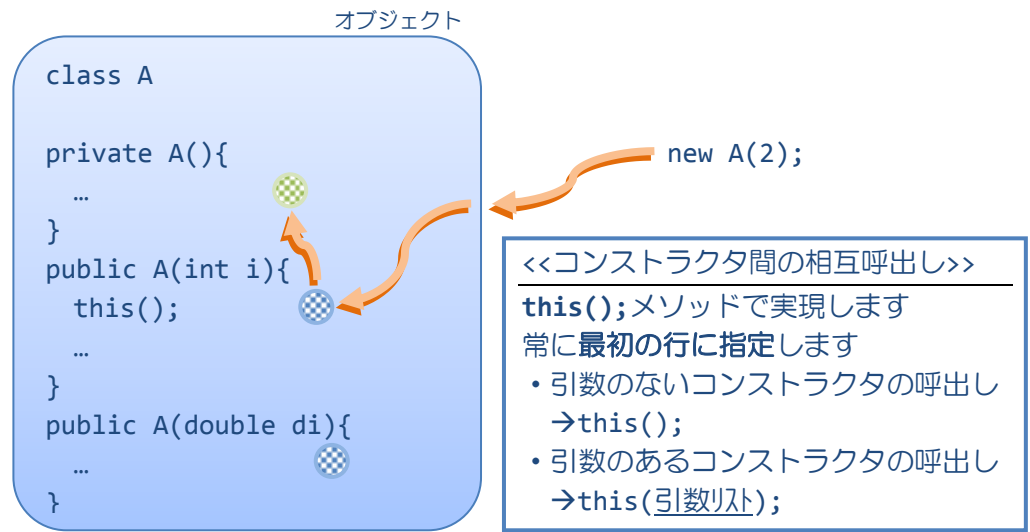 オブジェクト
class A
private A(){
…
}
public A(int i){
this();
…
}
public A(double di){
…
}
new A(2);
<<コンストラクタ間の相互呼出し>>
this();メソッドで実現します
常に最初の行に指定します
・引数のないコンストラクタの呼出し
→this();
・引数のあるコンストラクタの呼出し
→this(引数リスト);